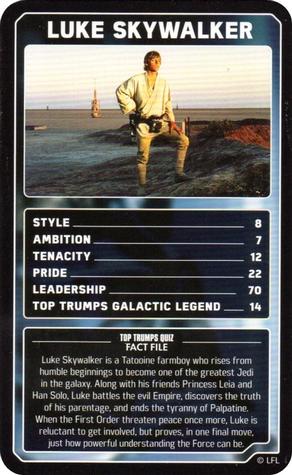 LUKE SKYWALKER
STYLE 8
AMBITION 7
TENACITY 12
PRIDE 22
LEADERSHIP 70
TOP TRUMPS GALACTIC LEGEND 14
TOP TRUMPS QUIZ
FACT FILE
Luke Skywalker is a Tatooine farmboy who rises from
humble beginnings to become one of the greatest Jedi
in the galaxy. Along with his friends Princess Leia and
Han Solo, Luke battles the evil Empire, discovers the truth
of his parentage, and ends the tyranny of Palpatine.
When the First Order threaten peace once more, Luke is
reluctant to get involved, but proves, in one final move,
just how powerful understanding the Force can be.
© LFL